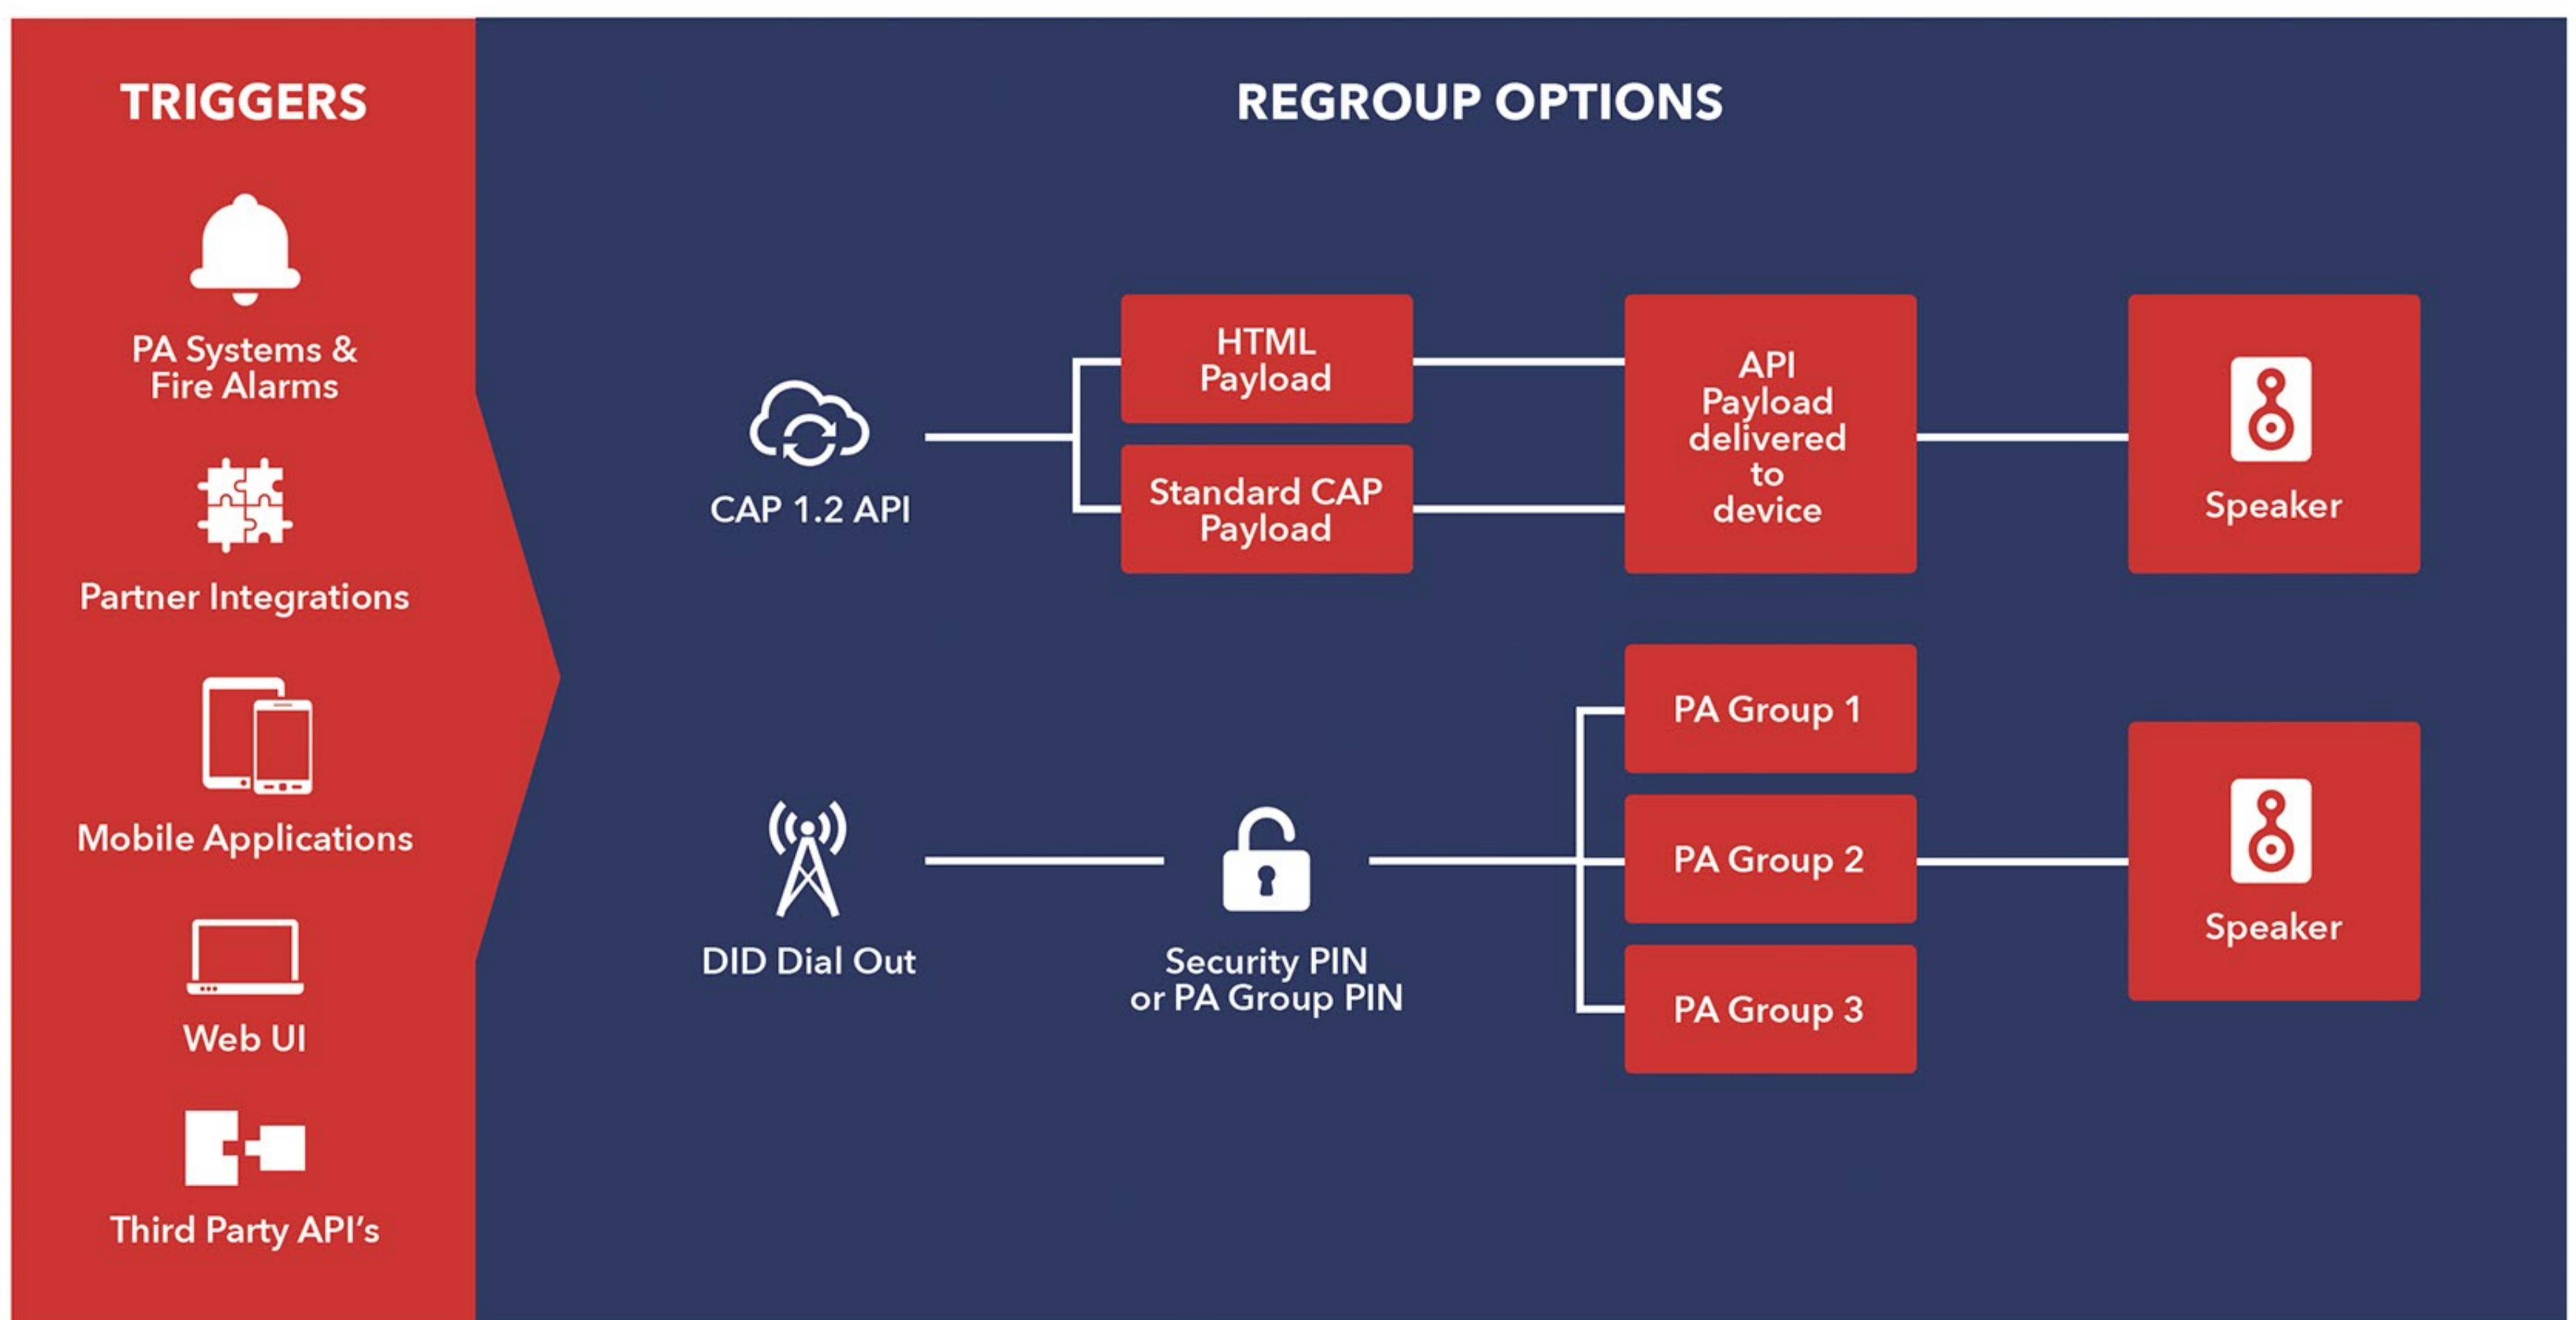 TRIGGERS
PA Systems &
Fire Alarms
Partner Integrations
Mobile Applications
Web UI
Third Party API’s
REGROUP OPTIONS
CAP 1.2 API
HTML
Payload
Standard CAP
Payload
API
Payload
delivered
to
device
Speaker
DID Dial Out
Security PIN
or PA Group PIN
PA Group 1
PA Group 2
PA Group 3
Speaker